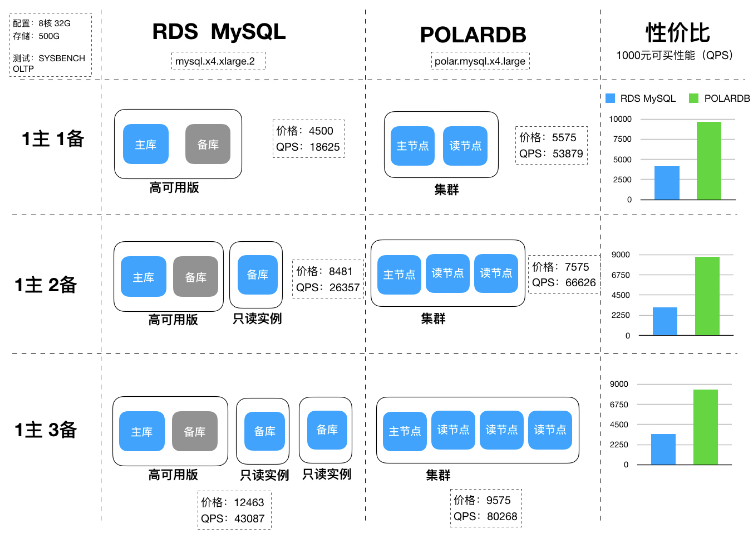 配置：8核 32G
存储：500G
测试：SYSBENCH
OLTP
RDS MySQL
mysql.x4.xlarge.2
POLARDB
polar.mysql.x4.large
性价比
1000元可买性能（QPS）
1主 1备
主库
备库
高可用版
价格：4500
QPS：18625
主节点
读节点
集群
价格：5575
QPS：53879
RDS MySQL
POLARDB
10000
7500
5000
2500
0
1主 2备
主库
备库
高可用版
备库
只读实例
价格：8481
QPS：26357
主节点
读节点
读节点
集群
价格：7575
QPS：66626
9000
6750
4500
2250
0
1主 3备
主库
备库
高可用版
备库
只读实例
备库
只读实例
价格：12463
QPS：43087
主节点
读节点
读节点
读节点
集群
价格：9575
QPS：80268
9000
6750
4500
2250
0